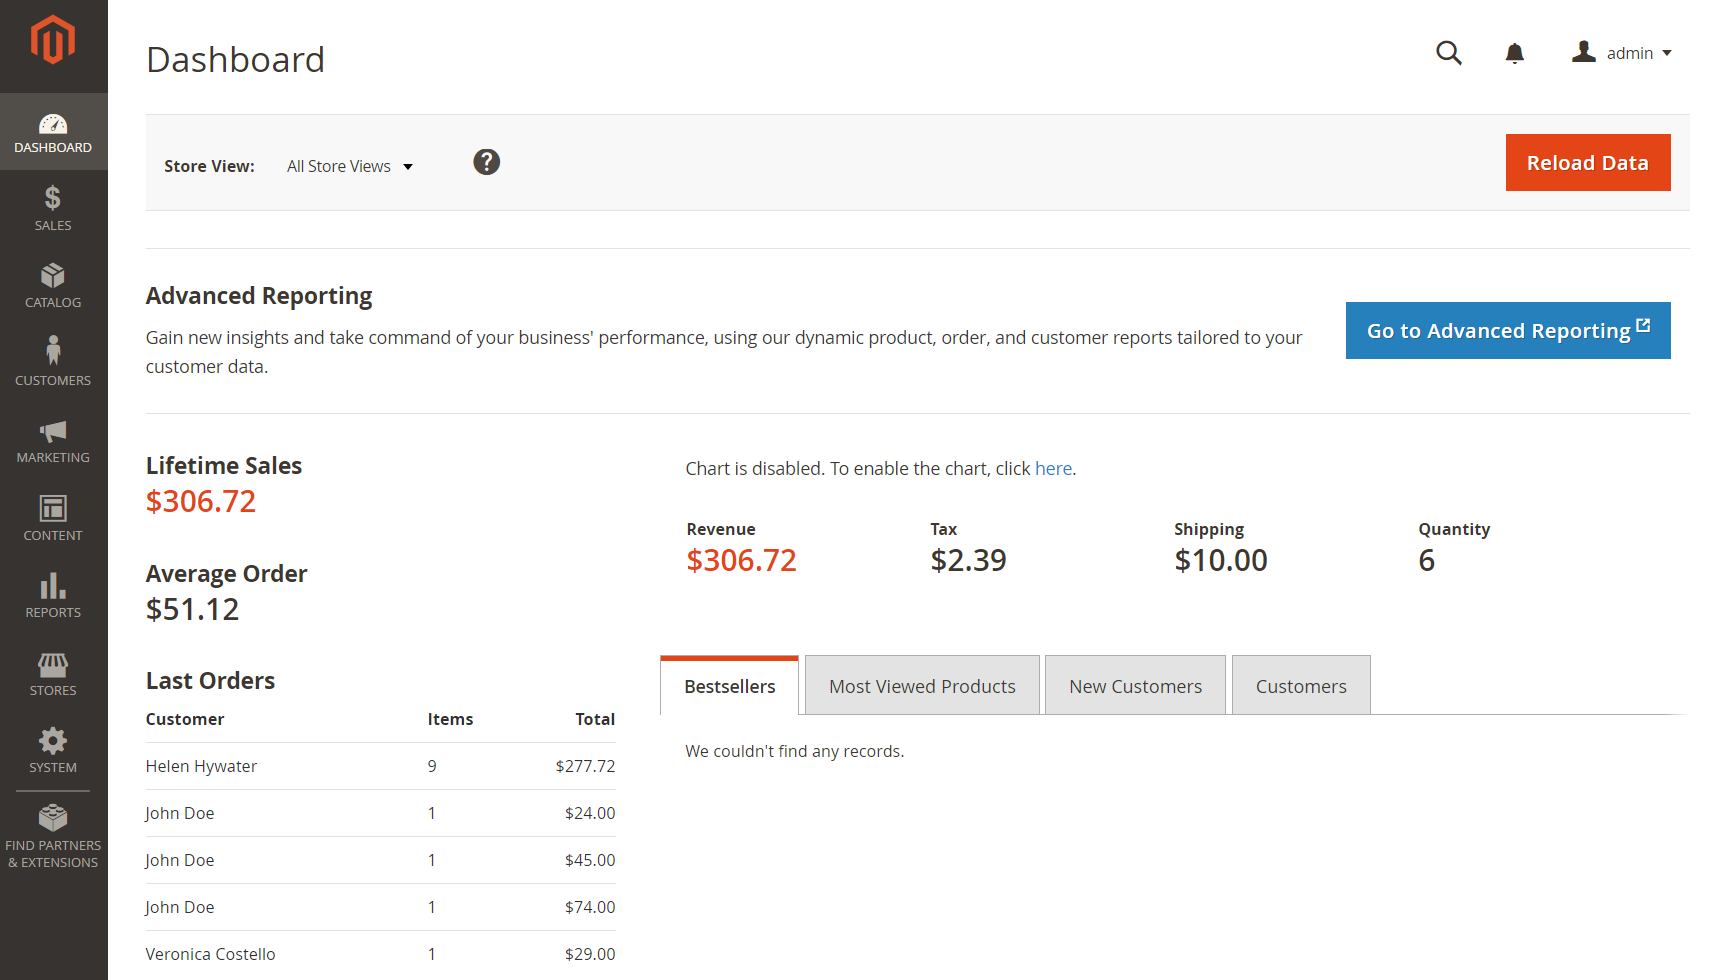 Dashboard
admin
DASHBOARD
SALES
CATALOG
CUSTOMERS
MARKETING
CONTENT
REPORTS
STORES
SYSTEM
FIND PARTNERS
& EXTENSIONS
Store View:
All Store Views
?
Reload Data
Advanced Reporting
Gain new insights and take command of your business' performance, using our dynamic product, order, and customer reports tailored to your
customer data.
Go to Advanced Reporting
Lifetime Sales
$306.72
Average Order
$51.12
Last Orders
Customer Items Total
Helen Hywater 9 $277.72
John Doe 1 $24.00
John Doe 1 $45.00
John Doe 1 $74.00
Veronica Costello 1 $29.00
Chart is disabled. To enable the chart, click here.
Revenue Tax Shipping Quantity
$306.72 $2.39 $10.00 6
Bestsellers Most Viewed Products New Customers Customers
We couldn't find any records.